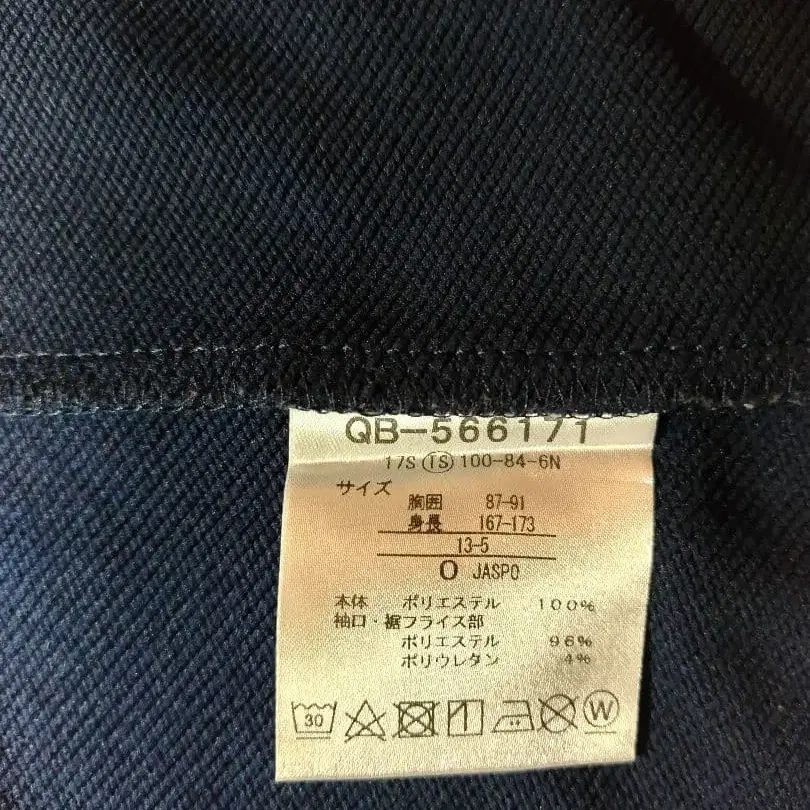 QB-566171
17S TS 100-84-6N
サイズ
胸囲 87-91
身長 167-173
13-5
O JASPO
本体 ポリエステル 100%
袖口・裾フライス部
ポリエステル 96%
ポリウレタン 4%
30 W